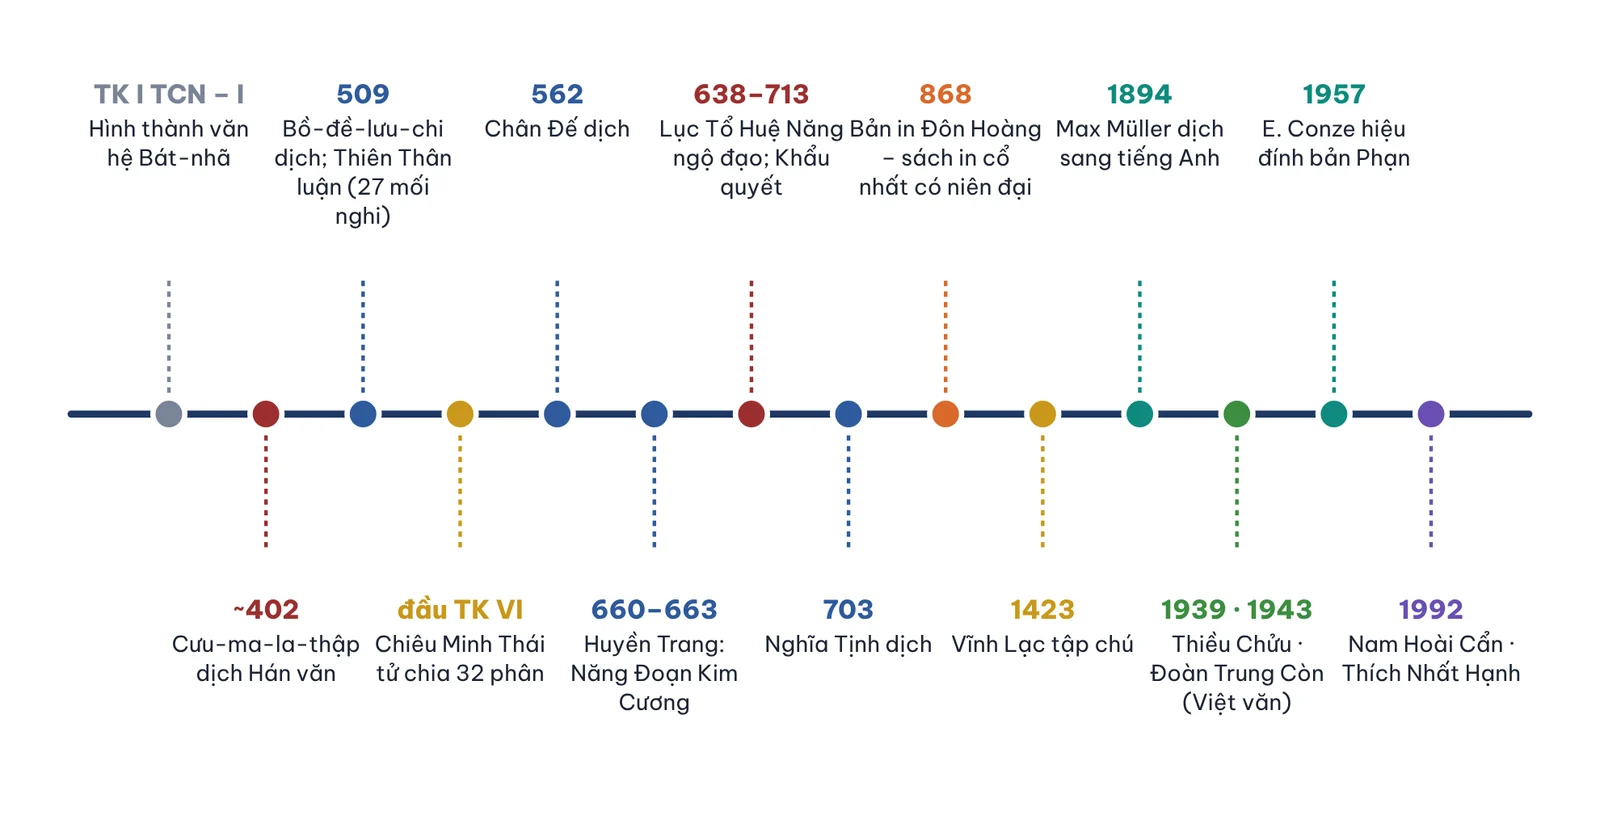 TK I TCN – I
Hình thành văn
hệ Bát-nhã
509
Bồ-đề-lưu-chi
dịch; Thiên Thân
luận (27 mối
nghi)
562
Chân Đế dịch
638–713
Lục Tổ Huệ Năng
ngộ đạo; Khẩu
quyết
868
Bản in Đôn Hoàng
– sách in cổ
nhất có niên đại
1894
Max Müller dịch
sang tiếng Anh
1957
E. Conze hiệu
đính bản Phạn
~402
Cưu-ma-la-thập
dịch Hán văn
đầu TK VI
Chiêu Minh Thái
tử chia 32 phân
660–663
Huyền Trang:
Năng Đoạn Kim
Cương
703
Nghĩa Tịnh dịch
1423
Vĩnh Lạc tập chú
1939 · 1943
Thiều Chửu ·
Đoàn Trung Còn
(Việt văn)
1992
Nam Hoài Cẩn ·
Thích Nhất Hạnh